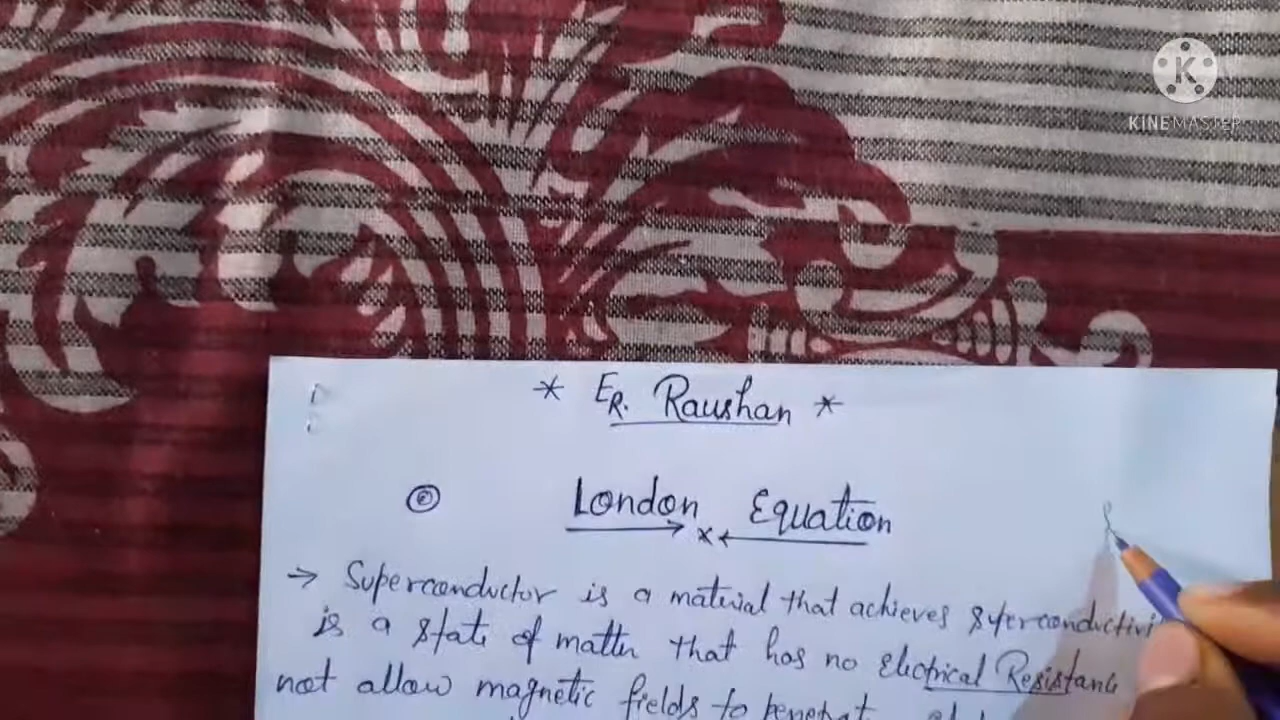 KINEMASTER
* ER. Raushan *
London Equation
→ Superconductor is a material that achieves superconductivi
is a state of matter that has no electrical Resistance
not allow magnetic fields to penetrat